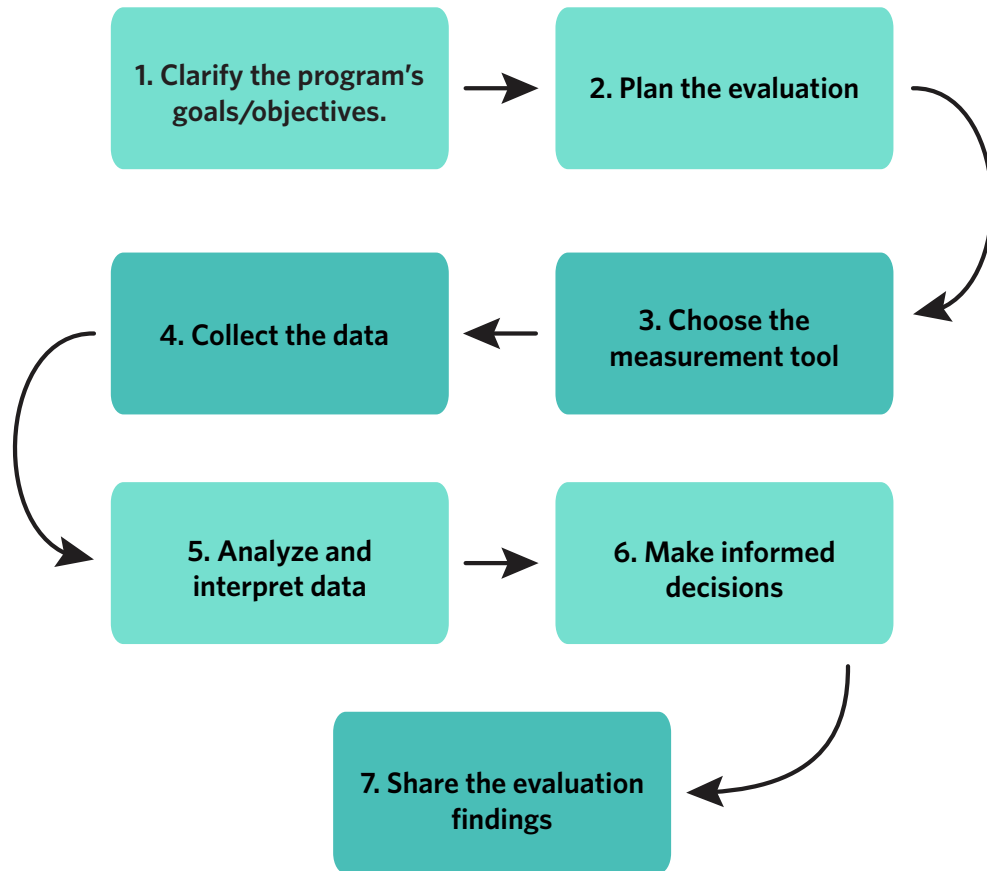 1. Clarify the program's
goals/objectives.
2. Plan the evaluation
3. Choose the
measurement tool
4. Collect the data
5. Analyze and
interpret data
6. Make informed
decisions
7. Share the evaluation
findings